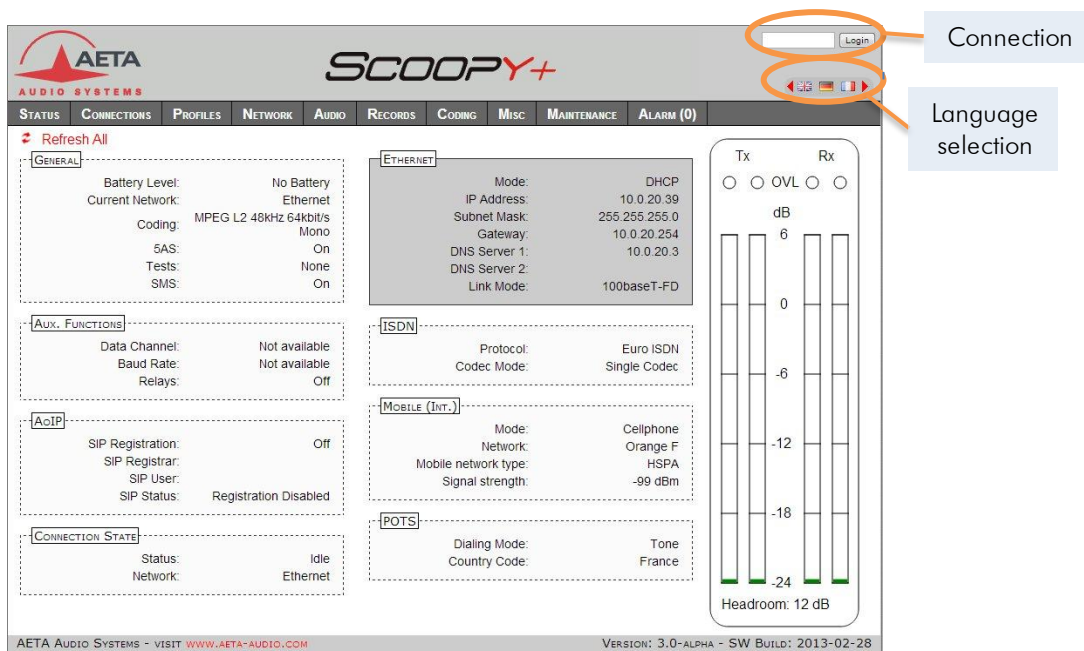 AETA
AUDIO SYSTEMS
SCOOPY+
Login
Connection
Language
selection
STATUS CONNECTIONS PROFILES NETWORK AUDIO RECORDS CODING MISC MAINTENANCE ALARM (0)
Refresh All
GENERAL
Battery Level: No Battery
Current Network: Ethernet
Coding: MPEG L2 48kHz 64kbit/s
Mono
5AS: On
Tests: None
SMS: On
AUX. FUNCTIONS
Data Channel: Not available
Baud Rate: Not available
Relays: Off
AOIP
SIP Registration: Off
SIP Registrar:
SIP User:
SIP Status: Registration Disabled
CONNECTION STATE
Status: Idle
Network: Ethernet
ETHERNET
Mode: DHCP
IP Address: 10.0.20.39
Subnet Mask: 255.255.255.0
Gateway: 10.0.20.254
DNS Server 1: 10.0.20.3
DNS Server 2:
Link Mode: 100baseT-FD
ISDN
Protocol: Euro ISDN
Codec Mode: Single Codec
MOBILE (INT.)
Mode: Cellphone
Network: Orange F
Mobile network type: HSPA
Signal strength: -99 dBm
POTS
Dialing Mode: Tone
Country Code: France
Tx Rx
OVL
dB
6
0
-6
-12
-18
-24
Headroom: 12 dB
AETA AUDIO SYSTEMS - VISIT WWW.AETA-AUDIO.COM
VERSION: 3.0-ALPHA - SW BUILD: 2013-02-28